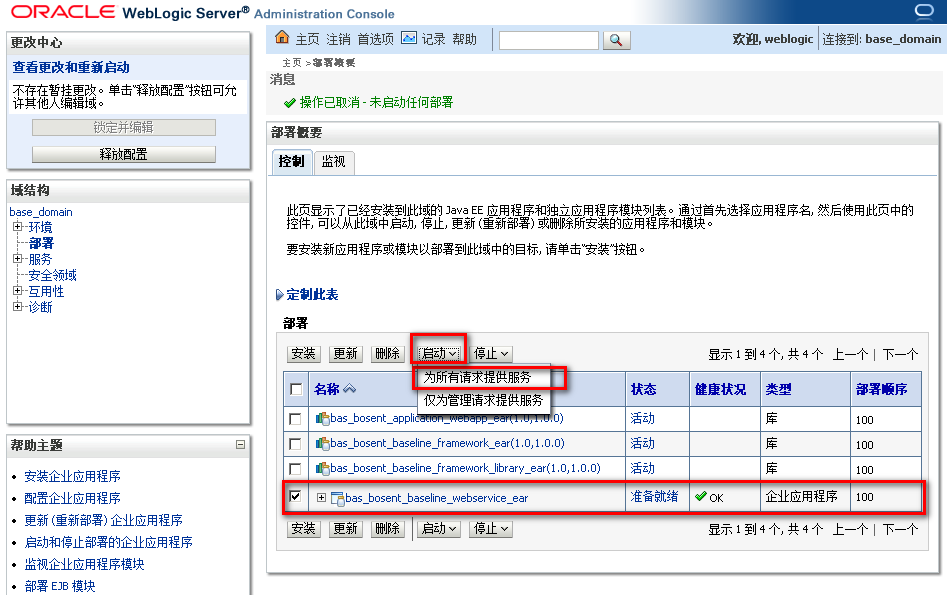 ORACLE WebLogic Server® Administration Console
更改中心
查看更改和重新启动
不存在暂挂更改。单击“释放配置”按钮可允
许其他人编辑域。
锁定并编辑
释放配置
域结构
base_domain
环境
部署
服务
安全领域
互用性
诊断
帮助主题
安装企业应用程序
配置企业应用程序
更新 (重新部署) 企业应用程序
启动和停止部署的企业应用程序
监视企业应用程序模块
部署 EJB 模块
主页 注销 首选项 记录 帮助
欢迎, weblogic 连接到: base_domain
主页 >部署概要
消息
操作已取消 - 未启动任何部署
部署概要
控制 监视
此页显示了已经安装到此域的 Java EE 应用程序和独立应用程序模块列表。通过首先选择应用程序名, 然后使用此页中的
控件, 可以从此域中启动, 停止, 更新 (重新部署) 或删除所安装的应用程序和模块。
要安装新应用程序或模块以部署到此域中的目标, 请单击“安装”按钮。
定制此表
部署
安装 更新 删除 启动 停止 显示 1 到 4 个, 共 4 个 上一个 | 下一个
为所有请求提供服务
仅为管理请求提供服务
名称 状态 健康状况 类型 部署顺序
bas_bosent_application_webapp_ear(1.0,1.0.0) 活动 库 100
bas_bosent_baseline_framework_ear(1.0,1.0.0) 活动 库 100
bas_bosent_baseline_framework_library_ear(1.0,1.0.0) 活动 库 100
bas_bosent_baseline_webservice_ear 准备就绪 OK 企业应用程序 100
安装 更新 删除 启动 停止 显示 1 到 4 个, 共 4 个 上一个 | 下一个